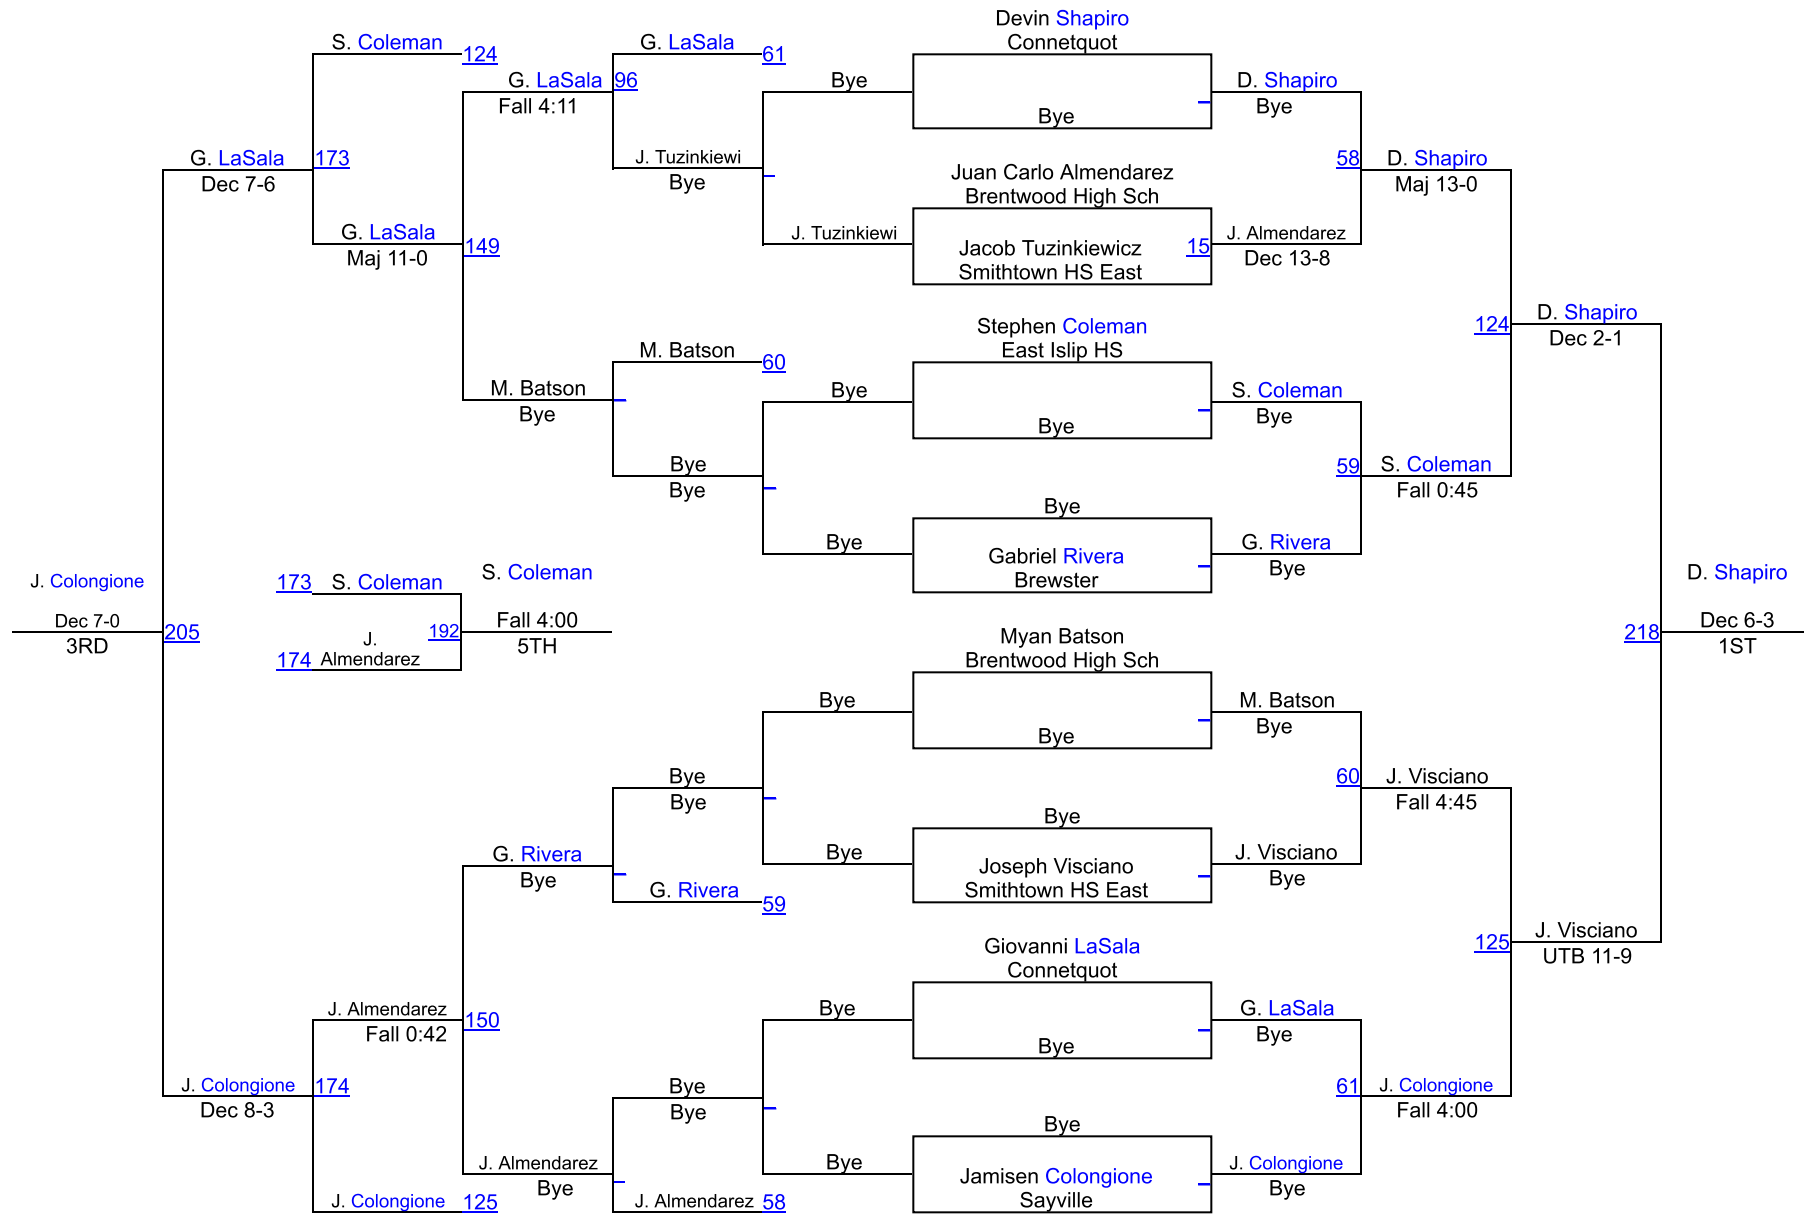 Devin Shapiro
Connetquot
S. Coleman
124
G. LaSala
61
G. LaSala
96
Fall 4:11
Bye
D. Shapiro
Bye
Bye
G. LaSala
173
Dec 7-6
J. Tuzinkiewi
Bye
Juan Carlo Almendarez
Brentwood High Sch
58
D. Shapiro
Maj 13-0
G. LaSala
149
Maj 11-0
J. Tuzinkiewi
Jacob Tuzinkiewicz
Smithtown HS East
15
J. Almendarez
Dec 13-8
Stephen Coleman
East Islip HS
124
D. Shapiro
Dec 2-1
M. Batson
60
M. Batson
Bye
Bye
Bye
S. Coleman
Bye
Bye
Bye
59
S. Coleman
Fall 0:45
Bye
Bye
Gabriel Rivera
Brewster
G. Rivera
Bye
J. Colongione
Dec 7-0
3RD
205
173
S. Coleman
S. Coleman
174
J.
Almendarez
192
Fall 4:00
5TH
D. Shapiro
218
Dec 6-3
1ST
Myan Batson
Brentwood High Sch
Bye
Bye
M. Batson
Bye
Bye
Bye
60
J. Visciano
Fall 4:45
Bye
Bye
Joseph Visciano
Smithtown HS East
J. Visciano
Bye
G. Rivera
Bye
G. Rivera
59
125
J. Visciano
UTB 11-9
Giovanni LaSala
Connetquot
J. Almendarez
150
Fall 0:42
Bye
Bye
G. LaSala
Bye
J. Colongione
174
Dec 8-3
Bye
Bye
61
J. Colongione
Fall 4:00
Bye
Bye
Jamisen Colongione
Sayville
J. Colongione
Bye
J. Almendarez
Bye
J. Colongione
125
J. Almendarez
58